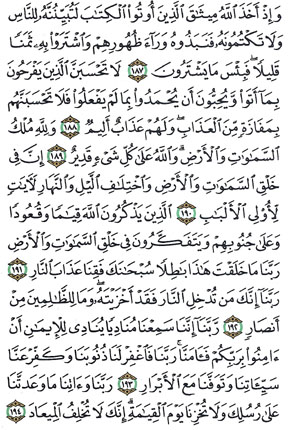 وَإِذْ أَخَذَ ٱللَّهُ مِيثَٰقَ ٱلَّذِينَ أُوتُوا۟ ٱلْكِتَٰبَ لَتُبَيِّنُنَّهُۥ لِلنَّاسِ
وَلَا تَكْتُمُونَهُۥ فَنَبَذُوهُ وَرَآءَ ظُهُورِهِمْ وَٱشْتَرَوْا۟ بِهِۦ ثَمَنًا
قَلِيلًا ۖ فَبِئْسَ مَا يَشْتَرُونَ ١٨٧ لَا تَحْسَبَنَّ ٱلَّذِينَ يَفْرَحُونَ
بِمَآ أَتَوا۟ وَّيُحِبُّونَ أَن يُحْمَدُوا۟ بِمَا لَمْ يَفْعَلُوا۟ فَلَا تَحْسَبَنَّهُم
بِمَفَازَةٍ مِّنَ ٱلْعَذَابِ ۖ وَلَهُمْ عَذَابٌ أَلِيمٌ ١٨٨ وَلِلَّهِ مُلْكُ
ٱلسَّمَٰوَٰتِ وَٱلْأَرْضِ ۗ وَٱللَّهُ عَلَىٰ كُلِّ شَىْءٍ قَدِيرٌ ١٨٩ إِنَّ فِى
خَلْقِ ٱلسَّمَٰوَٰتِ وَٱلْأَرْضِ وَٱخْتِلَٰفِ ٱلَّيْلِ وَٱلنَّهَارِ لَءَايَٰتٍ
لِّأُو۟لِى ٱلْأَلْبَٰبِ ١٩٠ ٱلَّذِينَ يَذْكُرُونَ ٱللَّهَ قِيَٰمًا وَقُعُودًا
وَعَلَىٰ جُنُوبِهِمْ وَيَتَفَكَّرُونَ فِى خَلْقِ ٱلسَّمَٰوَٰتِ وَٱلْأَرْضِ
رَبَّنَا مَا خَلَقْتَ هَٰذَا بَٰطِلًا سُبْحَٰنَكَ فَقِنَا عَذَابَ ٱلنَّارِ ١٩١
رَبَّنَآ إِنَّكَ مَن تُدْخِلِ ٱلنَّارَ فَقَدْ أَخْزَيْتَهُۥ ۖ وَمَا لِلظَّٰلِمِينَ مِنْ
أَنصَارٍ ١٩٢ رَّبَّنَآ إِنَّنَا سَمِعْنَا مُنَادِيًا يُنَادِى لِلْإِيمَٰنِ أَنْ
ءَامِنُوا۟ بِرَبِّكُمْ فَـَٔامَنَّا ۚ رَبَّنَا فَٱغْفِرْ لَنَا ذُنُوبَنَا وَكَفِّرْ عَنَّا
سَيِّـَٔاتِنَا وَتَوَفَّنَا مَعَ ٱلْأَبْرَارِ ١٩٣ رَبَّنَا وَءَاتِنَا مَا وَعَدتَّنَا
عَلَىٰ رُسُلِكَ وَلَا تُخْزِنَا يَوْمَ ٱلْقِيَٰمَةِ ۗ إِنَّكَ لَا تُخْلِفُ ٱلْمِيعَادَ ١٩٤